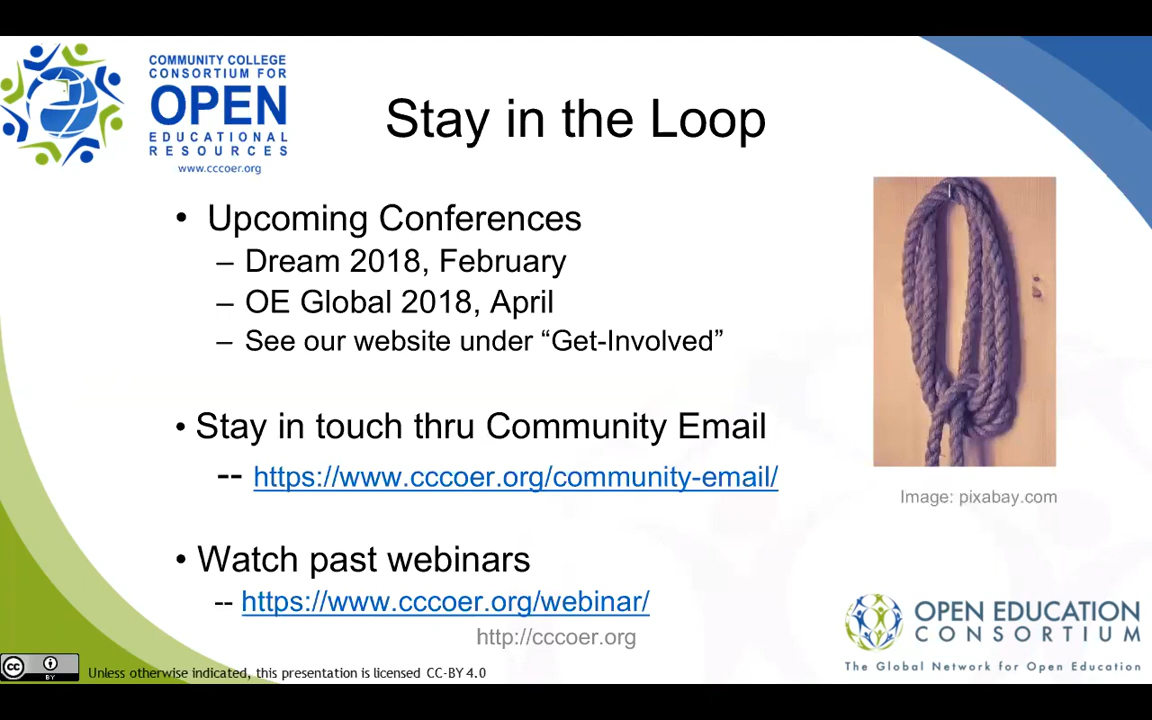 COMMUNITY COLLEGE
CONSORTIUM FOR
OPEN
EDUCATIONAL
RESOURCES
www.cccoer.org
Stay in the Loop
• Upcoming Conferences
– Dream 2018, February
– OE Global 2018, April
– See our website under “Get-Involved”
• Stay in touch thru Community Email
-- https://www.cccoer.org/community-email/
Image: pixabay.com
• Watch past webinars
-- https://www.cccoer.org/webinar/
http://cccoer.org
OPEN EDUCATION
CONSORTIUM
The Global Network for Open Education
cc BY
Unless otherwise indicated, this presentation is licensed CC-BY 4.0